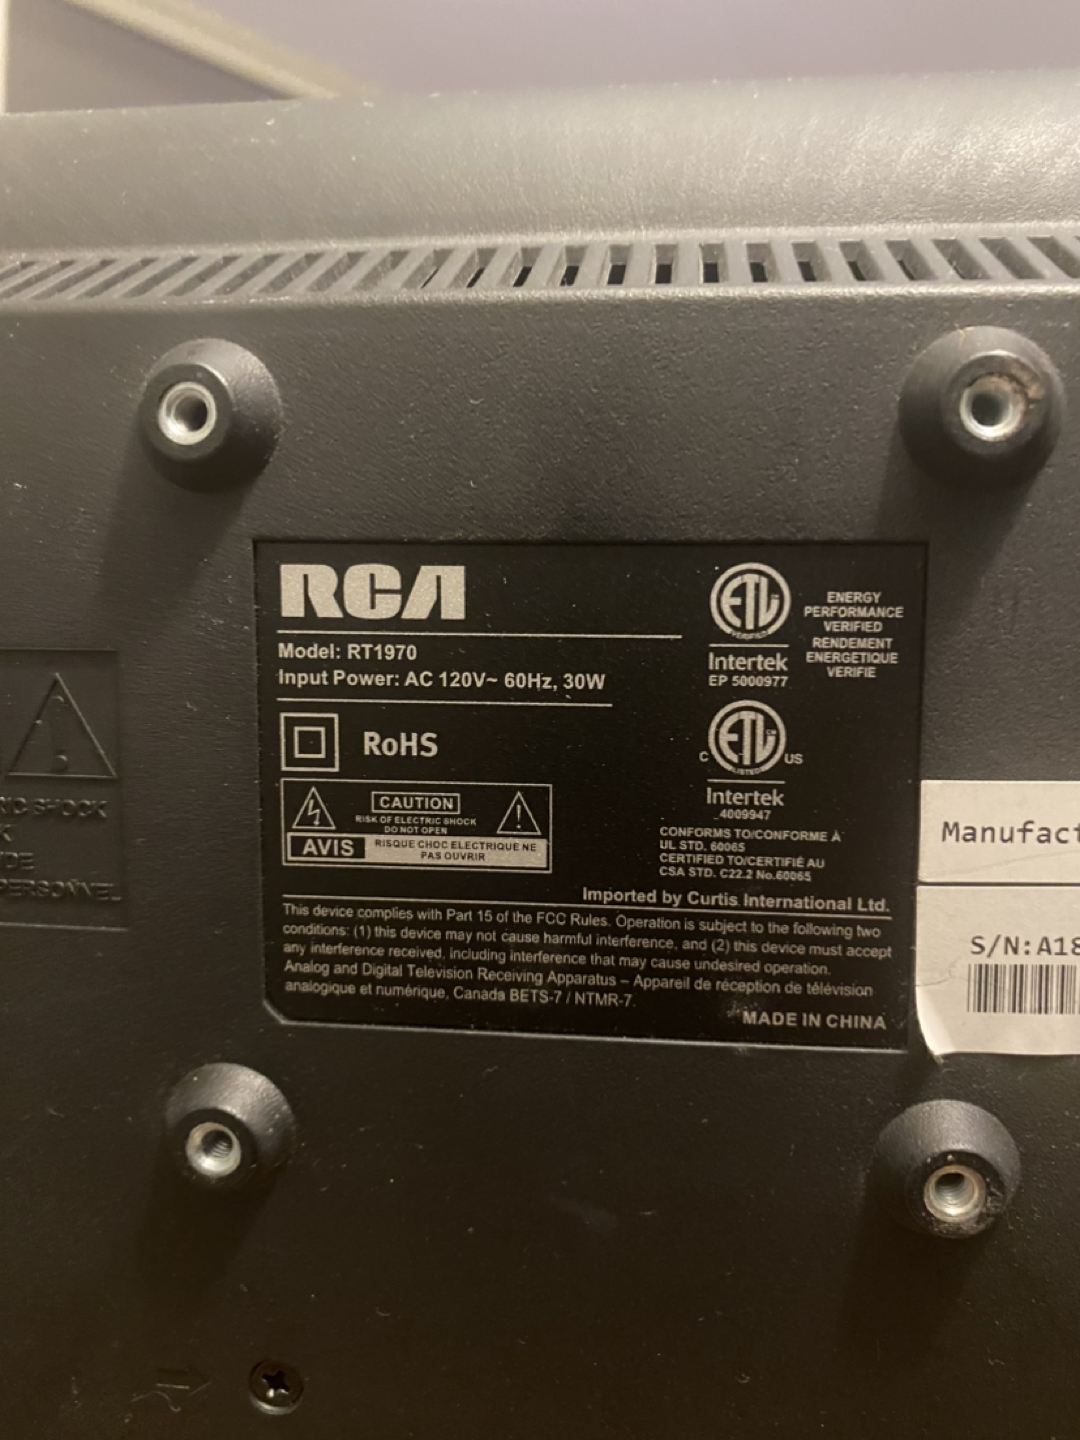 RCA
Model: RT1970
Input Power: AC 120V~ 60Hz, 30W
RoHS
CAUTION
RISK OF ELECTRIC SHOCK
DO NOT OPEN
AVIS RISQUE CHOC ELECTRIQUE NE
PAS OUVRIR
ETL
VERIFIED
Intertek
EP 5000977
ENERGY
PERFORMANCE
VERIFIED
RENDEMENT
ENERGETIQUE
VERIFIE
C ETL US
LISTED
Intertek
4009947
CONFORMS TO/CONFORME À
UL STD. 60065
CERTIFIED TO/CERTIFIÉ AU
CSA STD. C22.2 No.60065
Imported by Curtis International Ltd.
This device complies with Part 15 of the FCC Rules. Operation is subject to the following two
conditions: (1) this device may not cause harmful interference, and (2) this device must accept
any interference received, including interference that may cause undesired operation.
Analog and Digital Television Receiving Apparatus – Appareil de réception de télévision
analogique et numérique, Canada BETS-7 / NTMR-7.
MADE IN CHINA
SHOCK
PERSONNEL
Manufact
S/N:A18